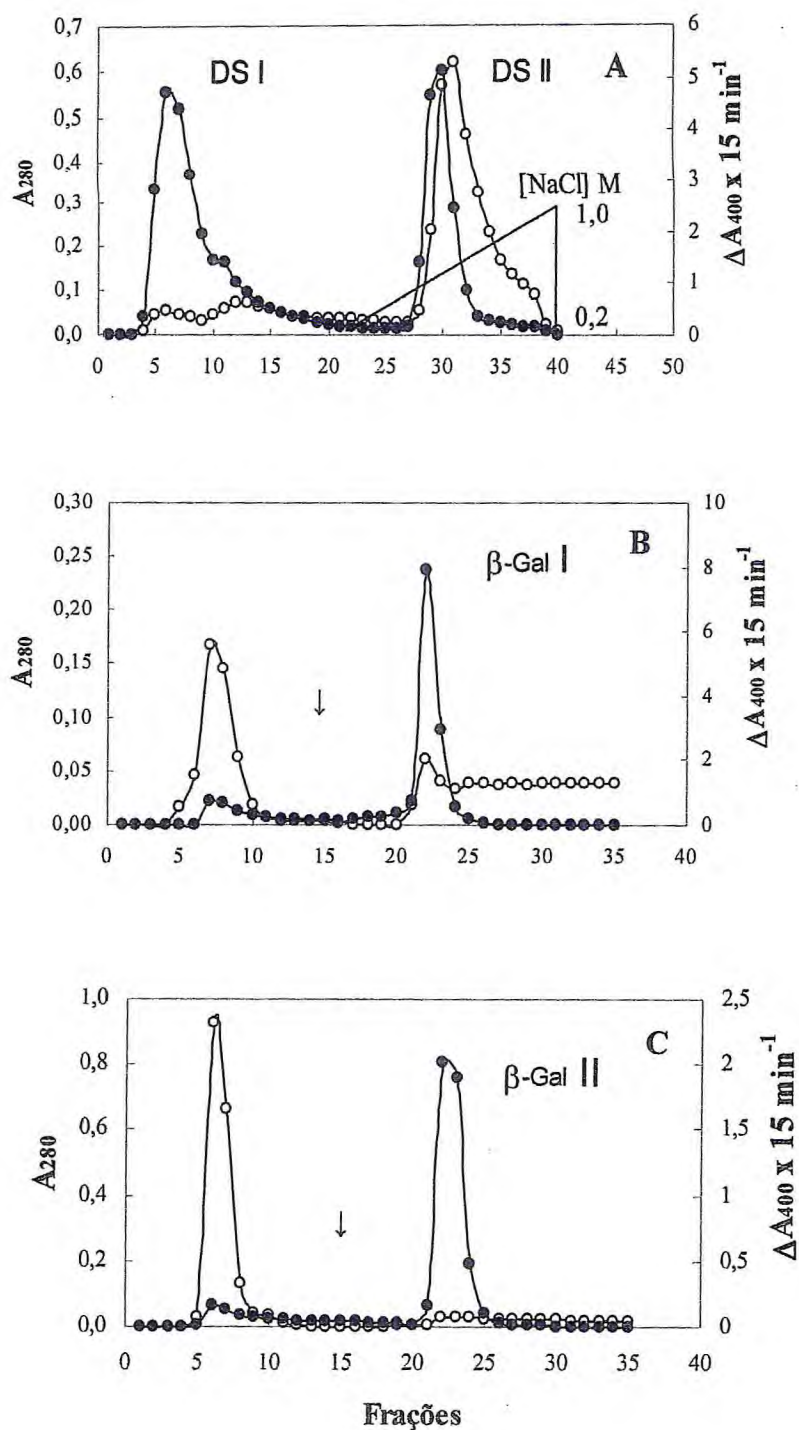 DS I
DS II
A
A280
0,7
0,6
0,5
0,4
0,3
0,2
0,1
0,0
6
5
4
3
2
1
0
ΔA400 x 15 min-1
[NaCl] M
1,0
0,2
0 5 10 15 20 25 30 35 40 45 50
B
β-Gal I
A280
0,30
0,25
0,20
0,15
0,10
0,05
0,00
↓
10
8
6
4
2
0
ΔA400 x 15 min-1
0 5 10 15 20 25 30 35 40
C
β-Gal II
A280
1,0
0,8
0,6
0,4
0,2
0,0
↓
2,5
2
1,5
1
0,5
0
ΔA400 x 15 min-1
0 5 10 15 20 25 30 35 40
Frações